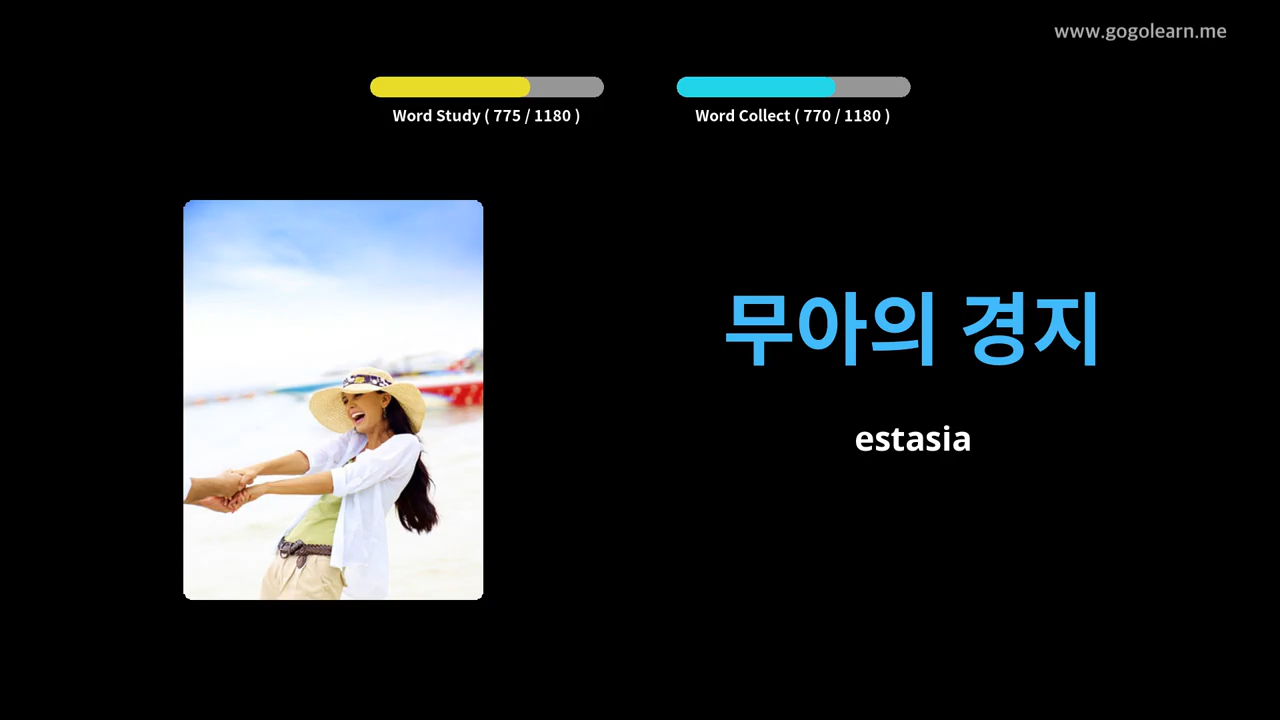 www.gogolearn.me
Word Study ( 775 / 1180 )
Word Collect ( 770 / 1180 )
무아의 경지
estasia